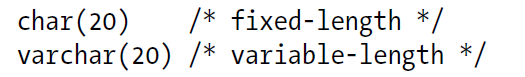 char(20)    /* fixed-length */
varchar(20) /* variable-length */